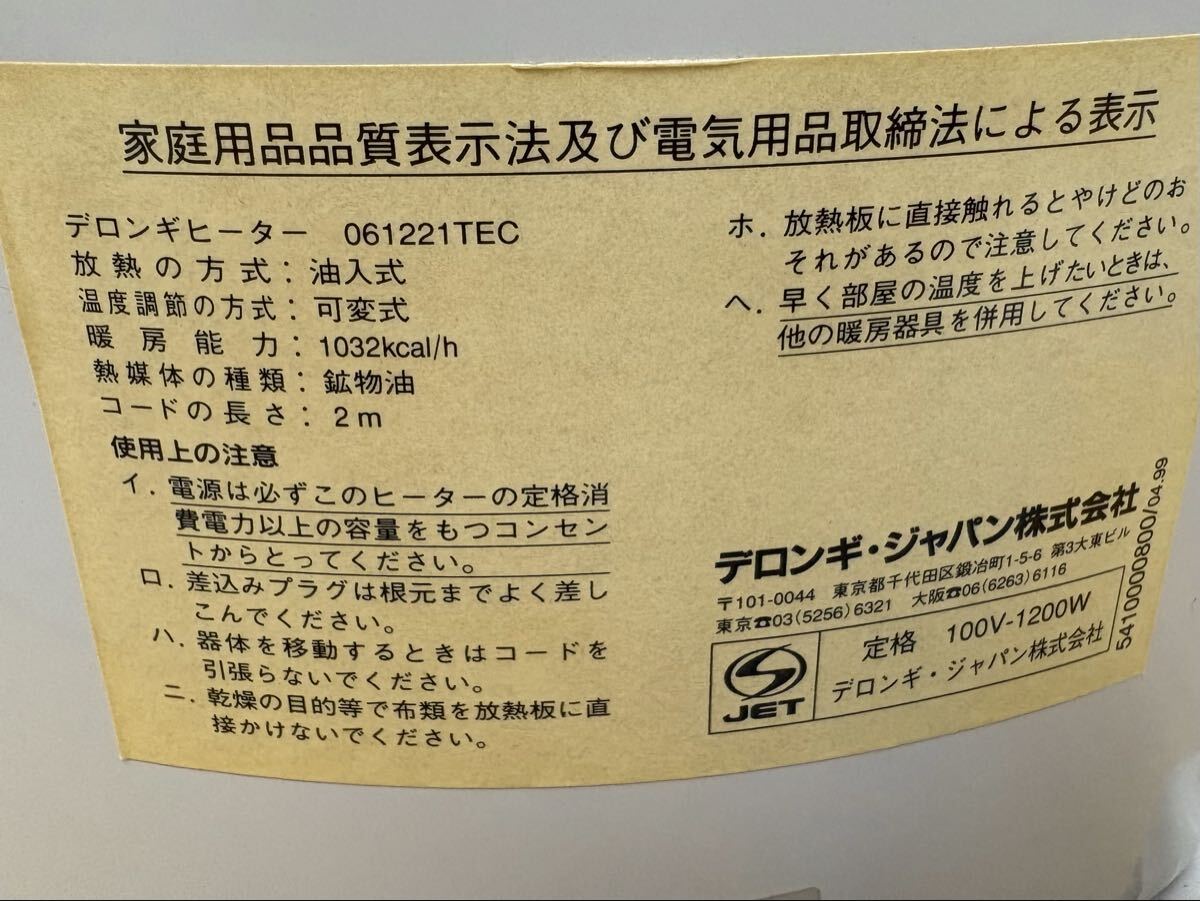 家庭用品品質表示法及び電気用品取締法による表示
デロンギヒーター 061221TEC
放熱の方式：油入式
温度調節の方式：可変式
暖房能力：1032kcal/h
熱媒体の種類：鉱物油
コードの長さ：2m
使用上の注意
イ．電源は必ずこのヒーターの定格消
費電力以上の容量をもつコンセン
トからとってください。
ロ．差込みプラグは根元までよく差し
こんでください。
ハ．器体を移動するときはコードを
引張らないでください。
ニ．乾燥の目的等で布類を放熱板に直
接かけないでください。
ホ．放熱板に直接触れるとやけどのお
それがあるので注意してください。
ヘ．早く部屋の温度を上げたいときは、
他の暖房器具を併用してください。
デロンギ・ジャパン株式会社
〒101-0044 東京都千代田区鍛冶町1-5-6 第3大東ビル
東京☎03(5256)6321 大阪☎06(6263)6116
JET
定格 100V-1200W
デロンギ・ジャパン株式会社
5410000800/04.99